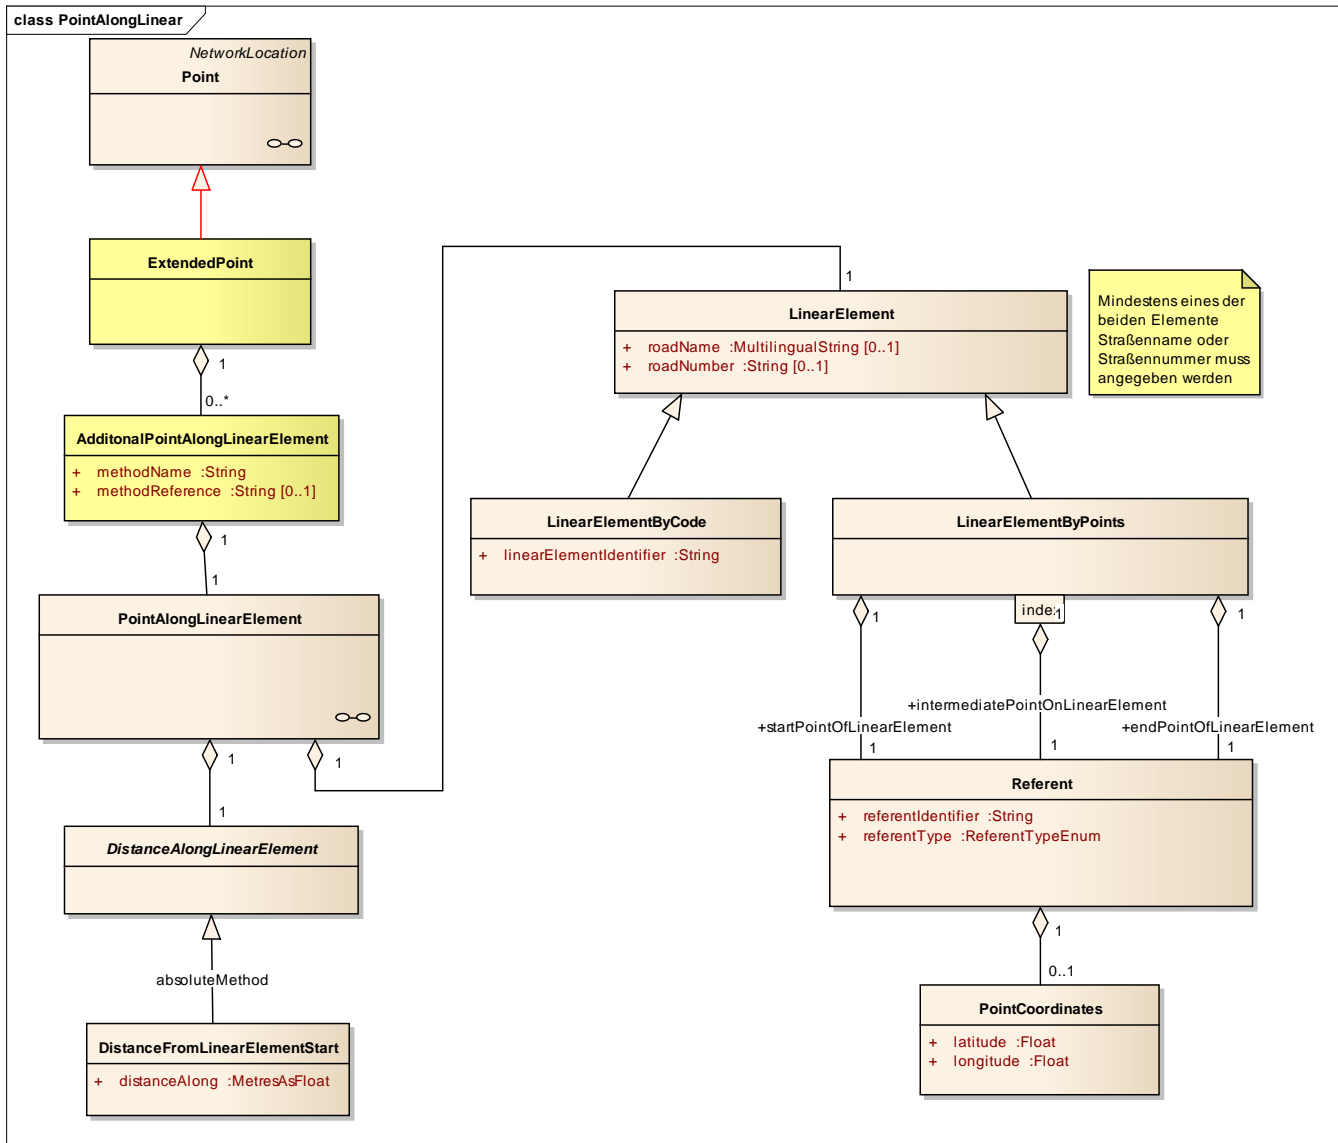 class PointAlongLinear
NetworkLocation
Point
ExtendedPoint
1
0..*
AdditonalPointAlongLinearElement
+ methodName :String
+ methodReference :String [0..1]
1
1
PointAlongLinearElement
1
1
1
DistanceAlongLinearElement
absoluteMethod
DistanceFromLinearElementStart
+ distanceAlong :MetresAsFloat
1
LinearElement
+ roadName :MultilingualString [0..1]
+ roadNumber :String [0..1]
Mindestens eines der
beiden Elemente
Straßenname oder
Straßennummer muss
angegeben werden
LinearElementByCode
+ linearElementIdentifier :String
LinearElementByPoints
1
1
1
+intermediatePointOnLinearElement
+startPointOfLinearElement
+endPointOfLinearElement
1
1
1
Referent
+ referentIdentifier :String
+ referentType :ReferentTypeEnum
1
0..1
PointCoordinates
+ latitude :Float
+ longitude :Float